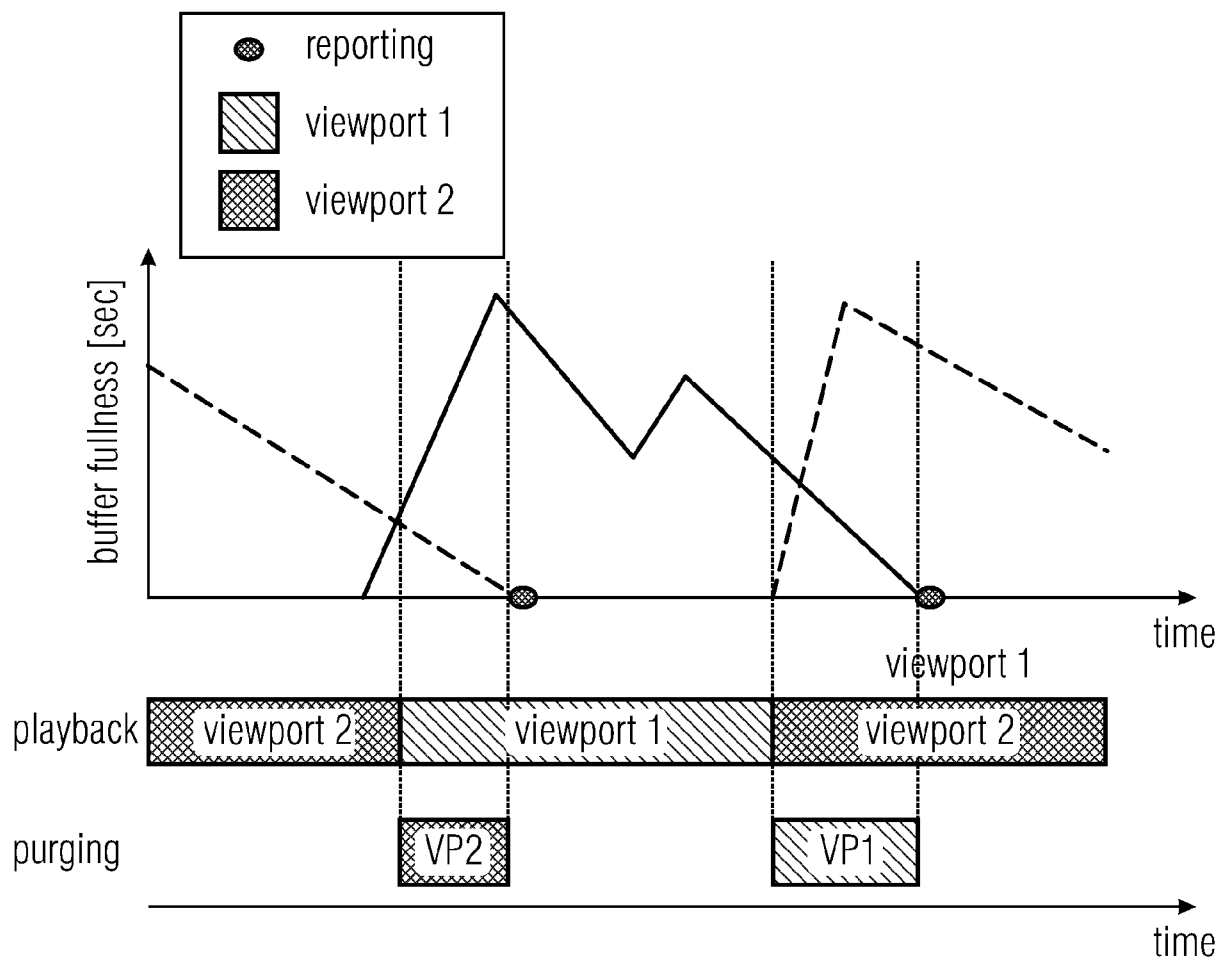 reporting
viewport 1
viewport 2
buffer fullness [sec]
time
viewport 1
playback
viewport 2
viewport 1
viewport 2
purging
VP2
VP1
time